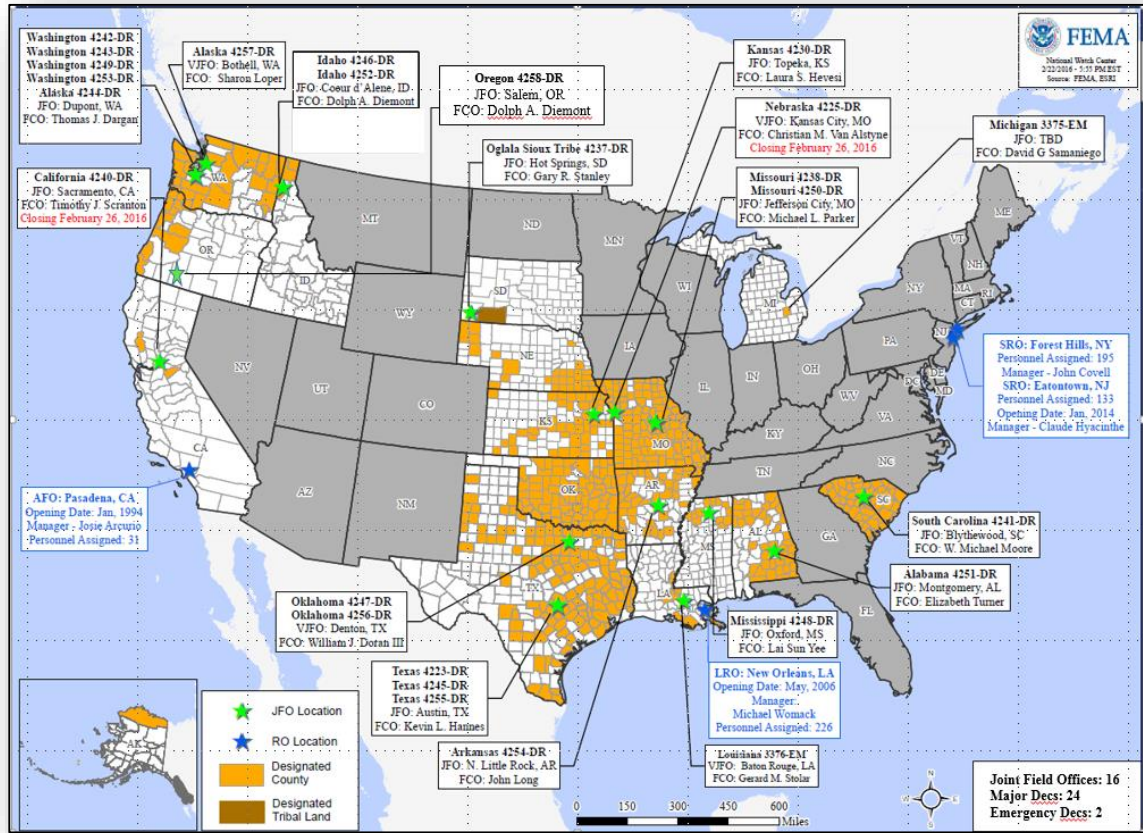 Washington 4242-DR
Washington 4243-DR
Washington 4249-DR
Washington 4253-DR
Alaska 4244-DR
JFO: Dupont, WA
FCO: Thomas J. Dargan
Alaska 4257-DR
VJFO: Bothell, WA
FCO: Sharon Loper
Idaho 4246-DR
Idaho 4252-DR
JFO: Coeur d'Alene, ID
FCO: Dolph A. Diemont
Oregon 4258-DR
JFO: Salem, OR
FCO: Dolph A. Diemont
Oglala Sioux Tribe 4237-DR
JFO: Hot Springs, SD
FCO: Gary R. Stanley
Kansas 4230-DR
JFO: Topeka, KS
FCO: Laura S. Hevesi
Nebraska 4225-DR
VJFO: Kansas City, MO
FCO: Christian M. Van Alstyne
Closing February 26, 2016
Missouri 4238-DR
Missouri 4250-DR
JFO: Jefferson City, MO
FCO: Michael L. Parker
Michigan 3375-EM
JFO: TBD
FCO: David G Samaniego
FEMA
National Watch Center
2/22/2016 - 5:55 PM EST
Source: FEMA, ESRI
California 4240-DR
JFO: Sacramento, CA
FCO: Timothy J. Scranton
Closing February 26, 2016
WA
MT
ND
MN
ME
OR
ID
SD
WI
MI
VT
NH
NY
MA
CT
RI
WY
IA
NE
PA
NJ
NV
UT
CO
KS
MO
IL
IN
OH
WV
VA
DC
DE
MD
KY
CA
AZ
NM
OK
AR
TN
NC
SC
TX
LA
MS
AL
GA
FL
SRO: Forest Hills, NY
Personnel Assigned: 195
Manager - John Covell
SRO: Eatontown, NJ
Personnel Assigned: 133
Opening Date: Jan, 2014
Manager - Claude Hyacinthe
AFO: Pasadena, CA
Opening Date: Jan, 1994
Manager - Josie Arcurio
Personnel Assigned: 31
South Carolina 4241-DR
JFO: Blythewood, SC
FCO: W. Michael Moore
Alabama 4251-DR
JFO: Montgomery, AL
FCO: Elizabeth Turner
Oklahoma 4247-DR
Oklahoma 4256-DR
VJFO: Denton, TX
FCO: William J. Doran III
Mississippi 4248-DR
JFO: Oxford, MS
FCO: Lai Sun Yee
Texas 4223-DR
Texas 4245-DR
Texas 4255-DR
JFO: Austin, TX
FCO: Kevin L. Hannes
LRO: New Orleans, LA
Opening Date: May, 2006
Manager:
Michael Womack
Personnel Assigned: 226
Arkansas 4254-DR
JFO: N. Little Rock, AR
FCO: John Long
Louisiana 3376-EM
VJFO: Baton Rouge, LA
FCO: Gerard M. Stolar
AK
JFO Location
RO Location
Designated
County
Designated
Tribal Land
0 150 300 450 600
Miles
N
W E
S
Joint Field Offices: 16
Major Decs: 24
Emergency Decs: 2